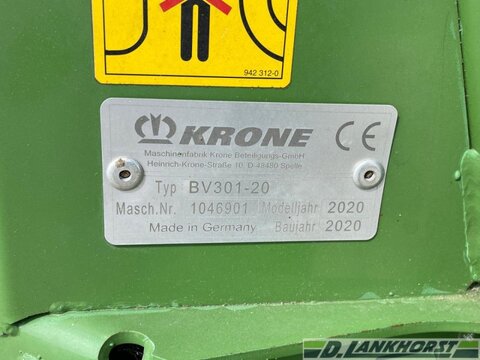 942 312-0
KRONE CE
Maschinenfabrik Krone Beteiligungs-GmbH
Heinrich-Krone-Straße 10, D-48480 Spelle
Typ BV301-20
Masch.Nr. 1046901 Modelljahr 2020
Made in Germany Baujahr 2020
D. LANKHORST